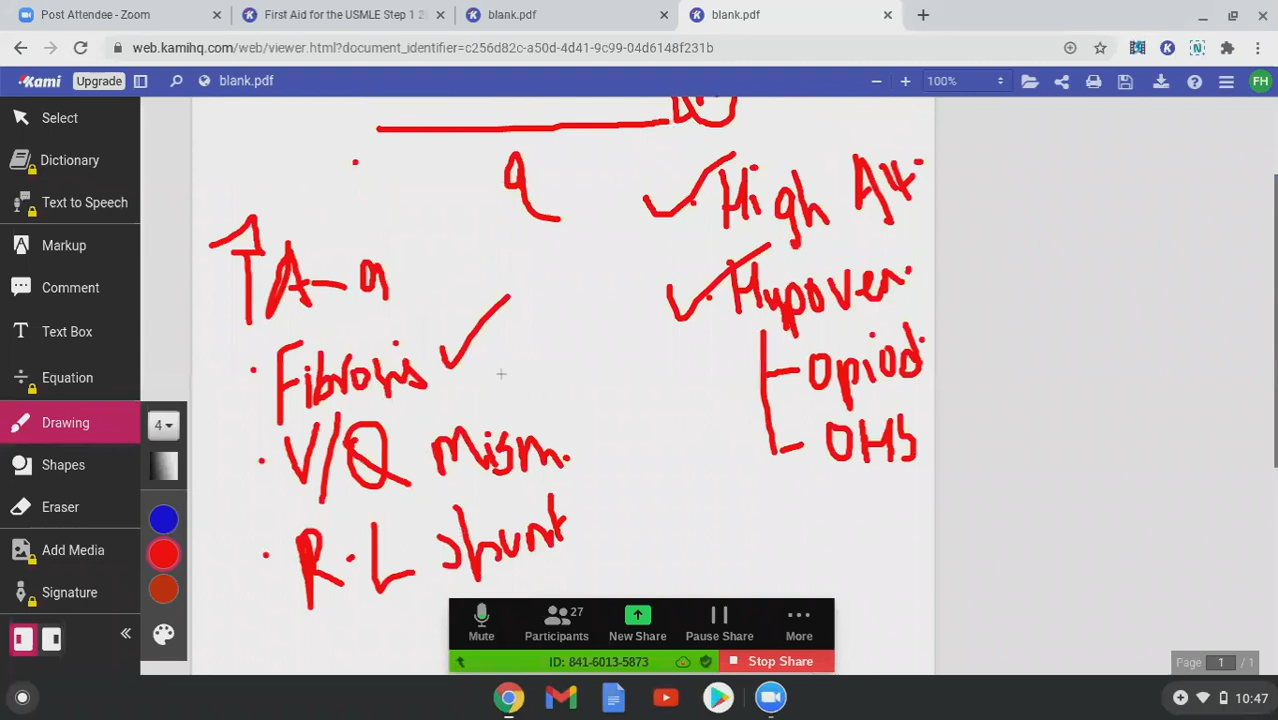 Post Attendee - Zoom
First Aid for the USMLE Step 1 2
blank.pdf
blank.pdf
web.kamihq.com/web/viewer.html?document_identifier=c256d82c-a50d-4d41-9c99-04d6148f231b
Kami
Upgrade
blank.pdf
100%
FH
Select
Dictionary
Text to Speech
Markup
Comment
Text Box
Equation
Drawing
Shapes
Eraser
Add Media
Signature
4
a
High Alt.
Hypoven.
opiod
OHS
↑A-a
Fibrosis
V/Q mism.
R-L shunt
Mute
Participants
27
New Share
Pause Share
More
ID: 841-6013-5873
Stop Share
Page 1 / 1
10:47